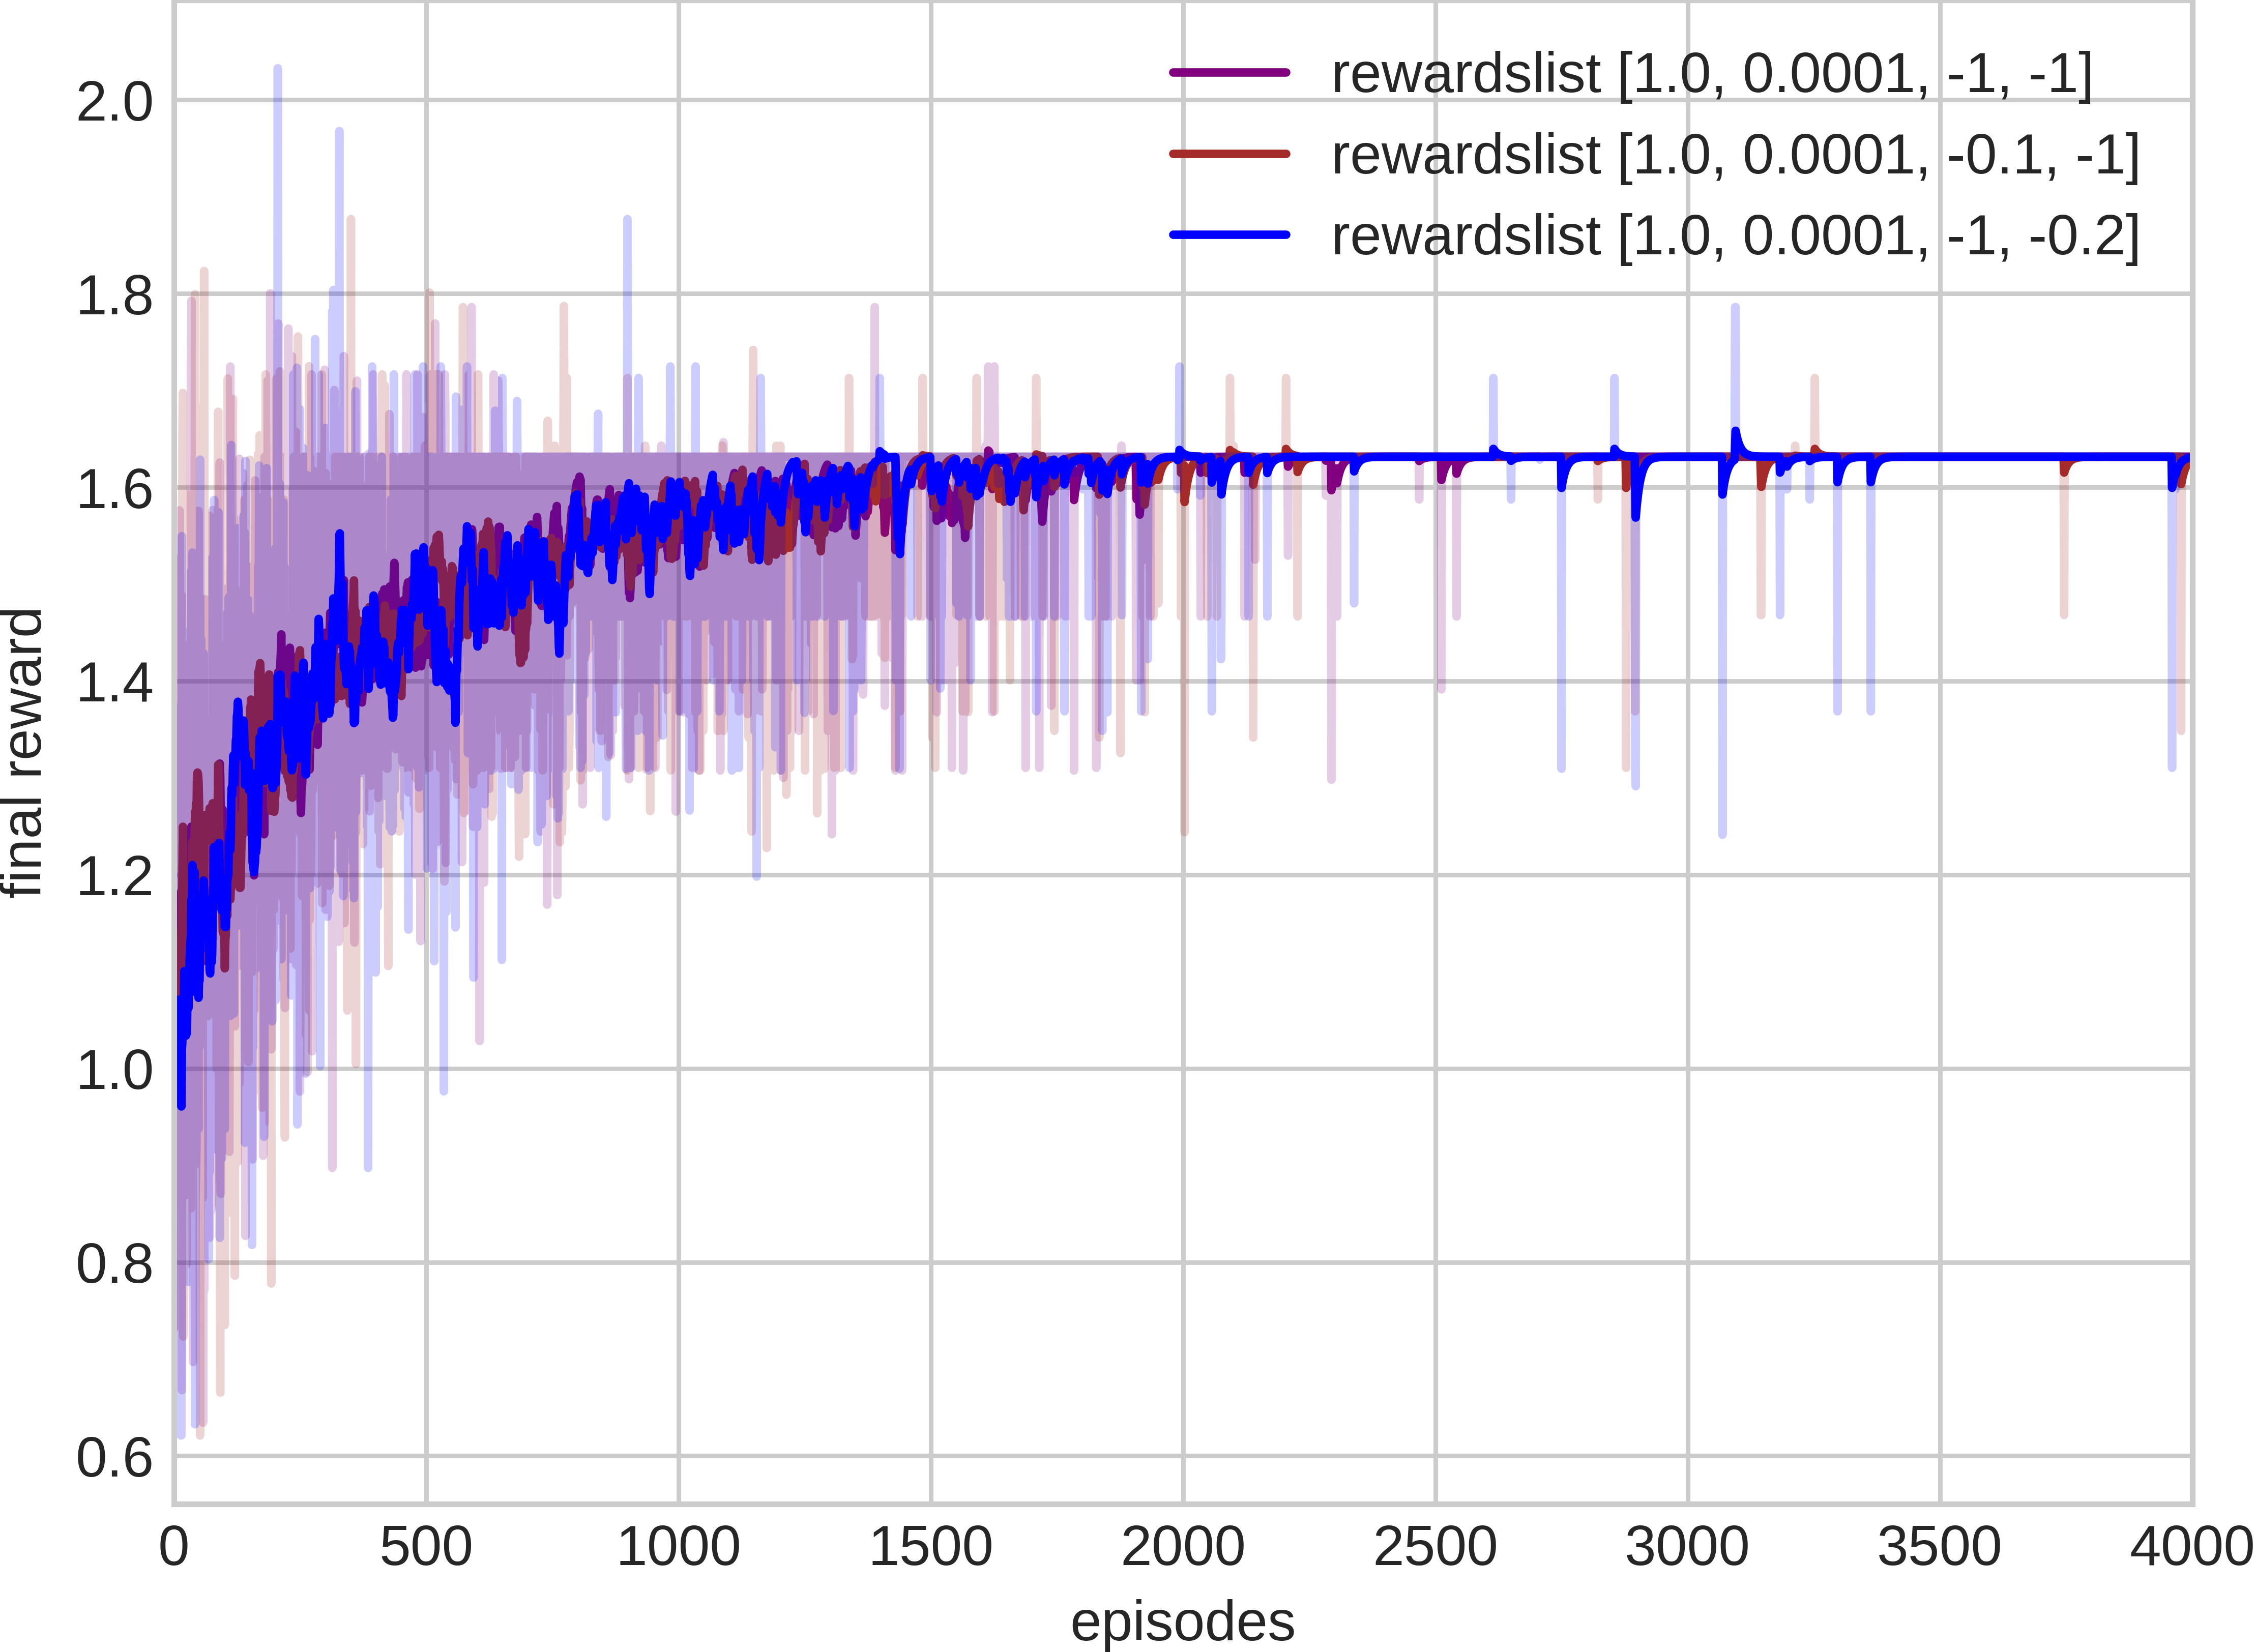 rewardslist [1.0, 0.0001, -1, -1]
rewardslist [1.0, 0.0001, -0.1, -1]
rewardslist [1.0, 0.0001, -1, -0.2]
2.0
1.8
1.6
1.4
1.2
1.0
0.8
0.6
final reward
0 500 1000 1500 2000 2500 3000 3500 4000
episodes